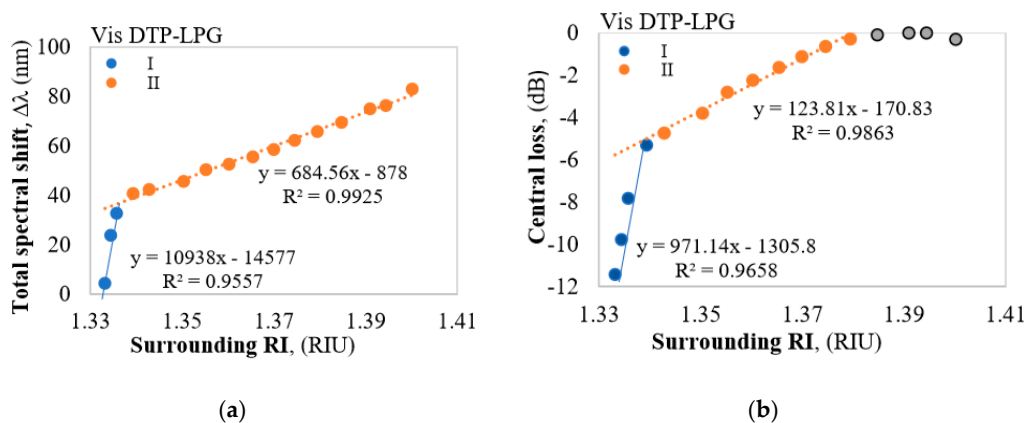 Vis DTP-LPG
I
II
Total spectral shift, Δλ (nm)
100
80
60
40
20
0
y = 684.56x - 878
R² = 0.9925
y = 10938x - 14577
R² = 0.9557
1.33 1.35 1.37 1.39 1.41
Surrounding RI, (RIU)
(a)
Vis DTP-LPG
I
II
Central loss, (dB)
0
-2
-4
-6
-8
-10
-12
y = 123.81x - 170.83
R² = 0.9863
y = 971.14x - 1305.8
R² = 0.9658
1.33 1.35 1.37 1.39 1.41
Surrounding RI, (RIU)
(b)